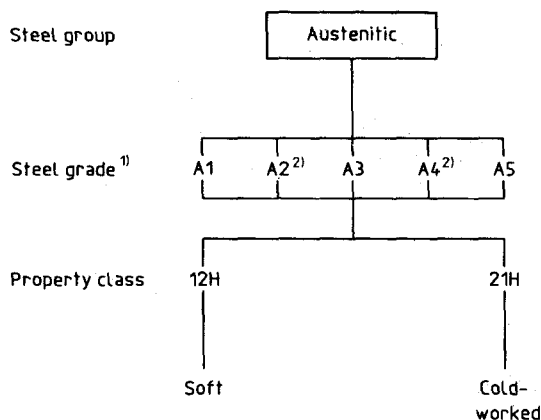 Steel group
Austenitic
Steel grade 1)
A1 A2 2) A3 A4 2) A5
Property class
12H 21H
Soft Cold-
worked